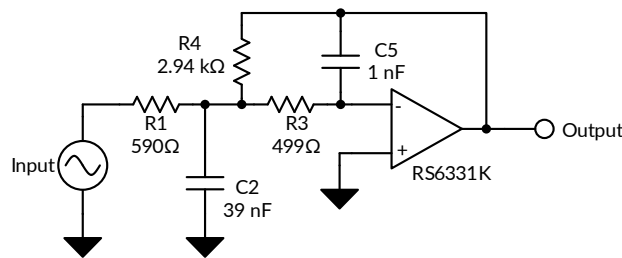 R4
2.94 kΩ
C5
1 nF
R1
590Ω
R3
499Ω
-
+
RS6331K
Output
Input
C2
39 nF